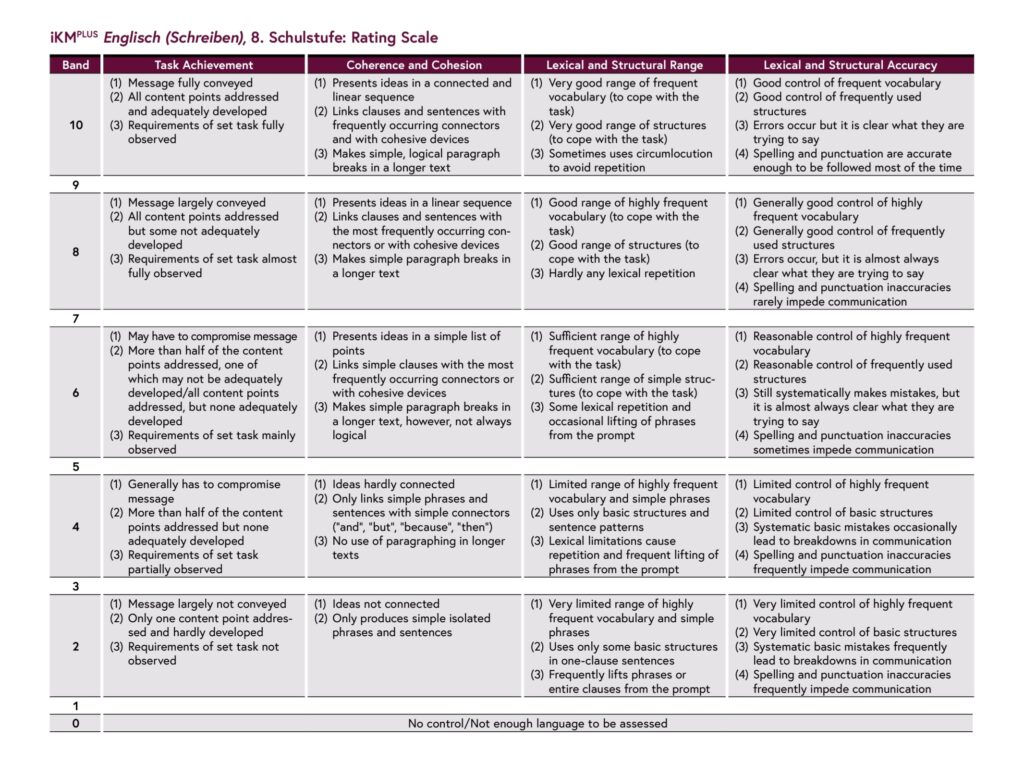 iKMPLUS Englisch (Schreiben), 8. Schulstufe: Rating Scale
Band
Task Achievement
Coherence and Cohesion
Lexical and Structural Range
Lexical and Structural Accuracy
10
(1) Message fully conveyed
(2) All content points addressed
and adequately developed
(3) Requirements of set task fully
observed
(1) Presents ideas in a connected and
linear sequence
(2) Links clauses and sentences with
frequently occurring connectors
and with cohesive devices
(3) Makes simple, logical paragraph
breaks in a longer text
(1) Very good range of frequent
vocabulary (to cope with the
task)
(2) Very good range of structures
(to cope with the task)
(3) Sometimes uses circumlocution
to avoid repetition
(1) Good control of frequent vocabulary
(2) Good control of frequently used
structures
(3) Errors occur but it is clear what they are
trying to say
(4) Spelling and punctuation are accurate
enough to be followed most of the time
9
8
(1) Message largely conveyed
(2) All content points addressed
but some not adequately
developed
(3) Requirements of set task almost
fully observed
(1) Presents ideas in a linear sequence
(2) Links clauses and sentences with
the most frequently occurring con-
nectors or with cohesive devices
(3) Makes simple paragraph breaks in
a longer text
(1) Good range of highly frequent
vocabulary (to cope with the
task)
(2) Good range of structures (to
cope with the task)
(3) Hardly any lexical repetition
(1) Generally good control of highly
frequent vocabulary
(2) Generally good control of frequently
used structures
(3) Errors occur, but it is almost always
clear what they are trying to say
(4) Spelling and punctuation inaccuracies
rarely impede communication
7
6
(1) May have to compromise message
(2) More than half of the content
points addressed, one of
which may not be adequately
developed/all content points
addressed, but none adequately
developed
(3) Requirements of set task mainly
observed
(1) Presents ideas in a simple list of
points
(2) Links simple clauses with the most
frequently occurring connectors or
with cohesive devices
(3) Makes simple paragraph breaks in
a longer text, however, not always
logical
(1) Sufficient range of highly
frequent vocabulary (to cope
with the task)
(2) Sufficient range of simple struc-
tures (to cope with the task)
(3) Some lexical repetition and
occasional lifting of phrases
from the prompt
(1) Reasonable control of highly frequent
vocabulary
(2) Reasonable control of frequently used
structures
(3) Still systematically makes mistakes, but
it is almost always clear what they are
trying to say
(4) Spelling and punctuation inaccuracies
sometimes impede communication
5
4
(1) Generally has to compromise
message
(2) More than half of the content
points addressed but none
adequately developed
(3) Requirements of set task
partially observed
(1) Ideas hardly connected
(2) Only links simple phrases and
sentences with simple connectors
("and", "but", "because", "then")
(3) No use of paragraphing in longer
texts
(1) Limited range of highly frequent
vocabulary and simple phrases
(2) Uses only basic structures and
sentence patterns
(3) Lexical limitations cause
repetition and frequent lifting of
phrases from the prompt
(1) Limited control of highly frequent
vocabulary
(2) Limited control of basic structures
(3) Systematic basic mistakes occasionally
lead to breakdowns in communication
(4) Spelling and punctuation inaccuracies
frequently impede communication
3
2
(1) Message largely not conveyed
(2) Only one content point addres-
sed and hardly developed
(3) Requirements of set task not
observed
(1) Ideas not connected
(2) Only produces simple isolated
phrases and sentences
(1) Very limited range of highly
frequent vocabulary and simple
phrases
(2) Uses only some basic structures
in one-clause sentences
(3) Frequently lifts phrases or
entire clauses from the prompt
(1) Very limited control of highly frequent
vocabulary
(2) Very limited control of basic structures
(3) Systematic basic mistakes frequently
lead to breakdowns in communication
(4) Spelling and punctuation inaccuracies
frequently impede communication
1
0
No control/Not enough language to be assessed